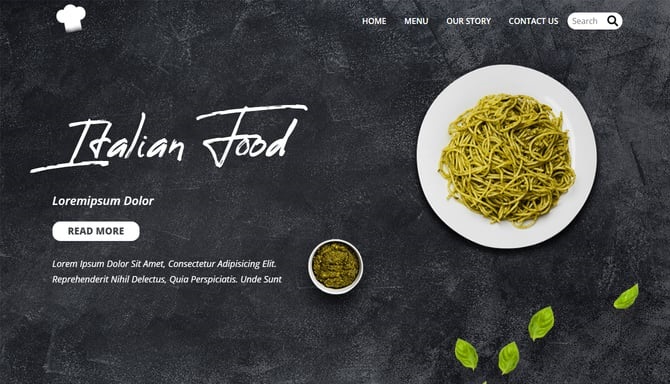 HOME MENU OUR STORY CONTACT US Search
Italian Food
Loremipsum Dolor
READ MORE
Lorem Ipsum Dolor Sit Amet, Consectetur Adipisicing Elit.
Reprehenderit Nihil Delectus, Quia Perspiciatis. Unde Sunt